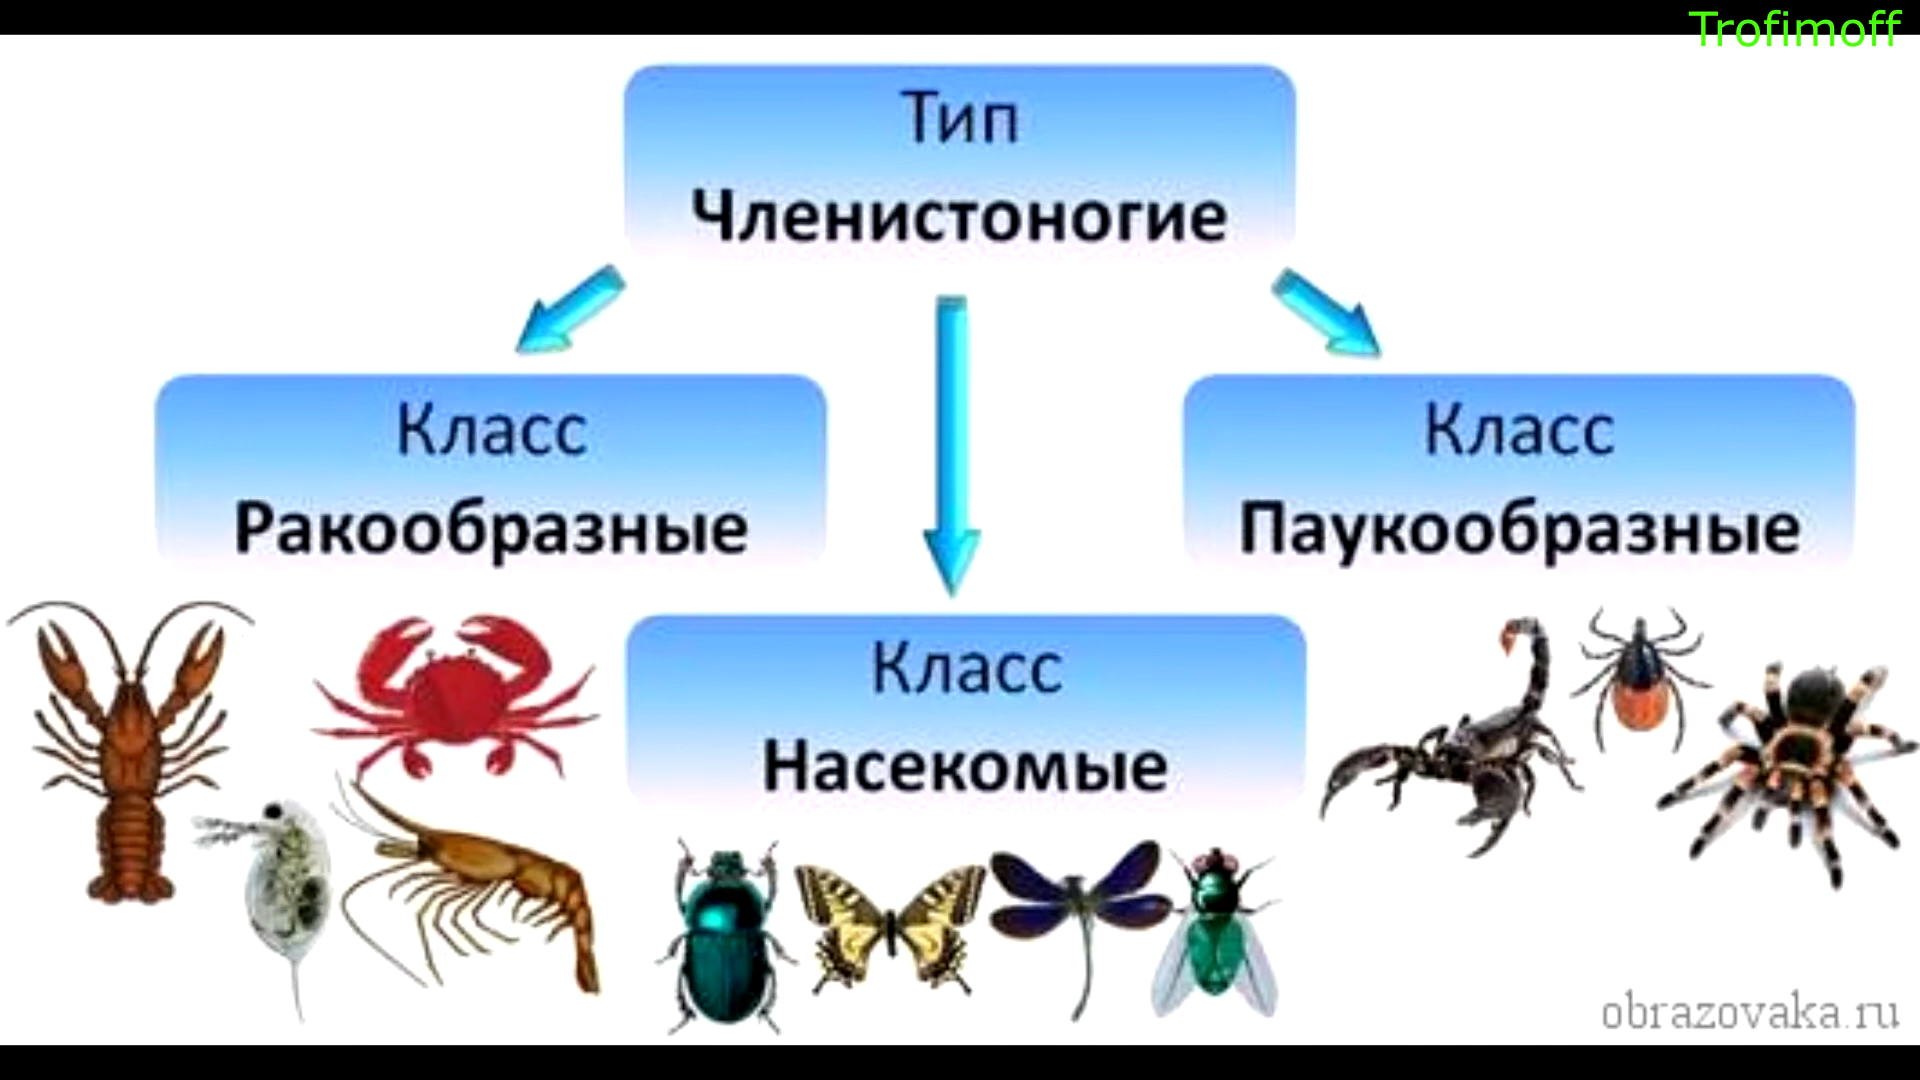 Trofimoff
Тип
Членистоногие
Класс
Ракообразные
Класс
Паукообразные
Класс
Насекомые
obrazovaka.ru